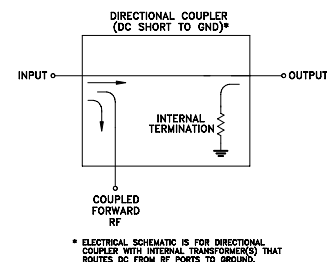 DIRECTIONAL COUPLER
(DC SHORT TO GND)*
INPUT
OUTPUT
INTERNAL
TERMINATION
COUPLED
FORWARD
RF
* ELECTRICAL SCHEMATIC IS FOR DIRECTIONAL
COUPLER WITH INTERNAL TRANSFORMER(S) THAT
ROUTES DC FROM RF PORTS TO GROUND.